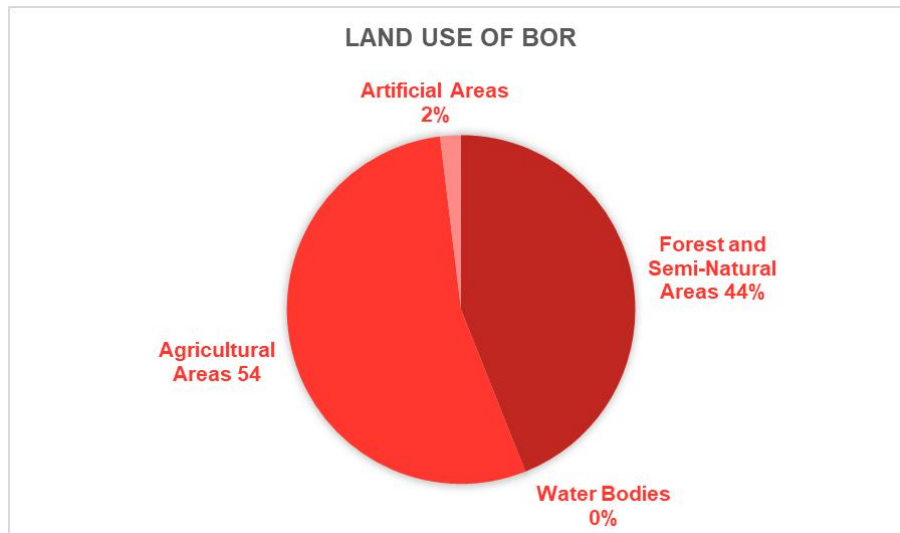 LAND USE OF BOR
Artificial Areas
2%
Forest and
Semi-Natural
Areas 44%
Agricultural
Areas 54
Water Bodies
0%